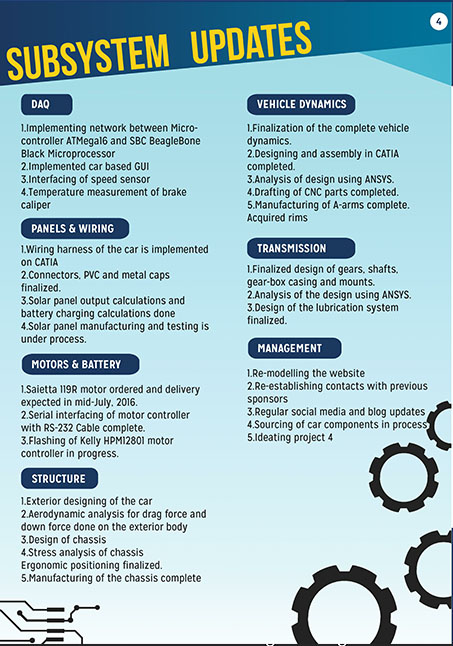 4
SUBSYSTEM UPDATES
DAQ
1.Implementing network between Micro-
controller ATMega16 and SBC BeagleBone
Black Microprocessor
2.Implemented car based GUI
3.Interfacing of speed sensor
4.Temperature measurement of brake
caliper
PANELS & WIRING
1.Wiring harness of the car is implemented
on CATIA
2.Connectors, PVC and metal caps
finalized.
3.Solar panel output calculations and
battery charging calculations done
4.Solar panel manufacturing and testing is
under process.
MOTORS & BATTERY
1.Saietta 119R motor ordered and delivery
expected in mid-July, 2016.
2.Serial interfacing of motor controller
with RS-232 Cable complete.
3.Flashing of Kelly HPM12801 motor
controller in progress.
STRUCTURE
1.Exterior designing of the car
2.Aerodynamic analysis for drag force and
down force done on the exterior body
3.Design of chassis
4.Stress analysis of chassis
Ergonomic positioning finalized.
5.Manufacturing of the chassis complete
VEHICLE DYNAMICS
1.Finalization of the complete vehicle
dynamics.
2.Designing and assembly in CATIA
completed.
3.Analysis of design using ANSYS.
4.Drafting of CNC parts completed.
5.Manufacturing of A-arms complete.
Acquired rims
TRANSMISSION
1.Finalized design of gears, shafts,
gear-box casing and mounts.
2.Analysis of the design using ANSYS.
3.Design of the lubrication system
finalized.
MANAGEMENT
1.Re-modelling the website
2.Re-establishing contacts with previous
sponsors
3.Regular social media and blog updates
4.Sourcing of car components in process
5.Ideating project 4